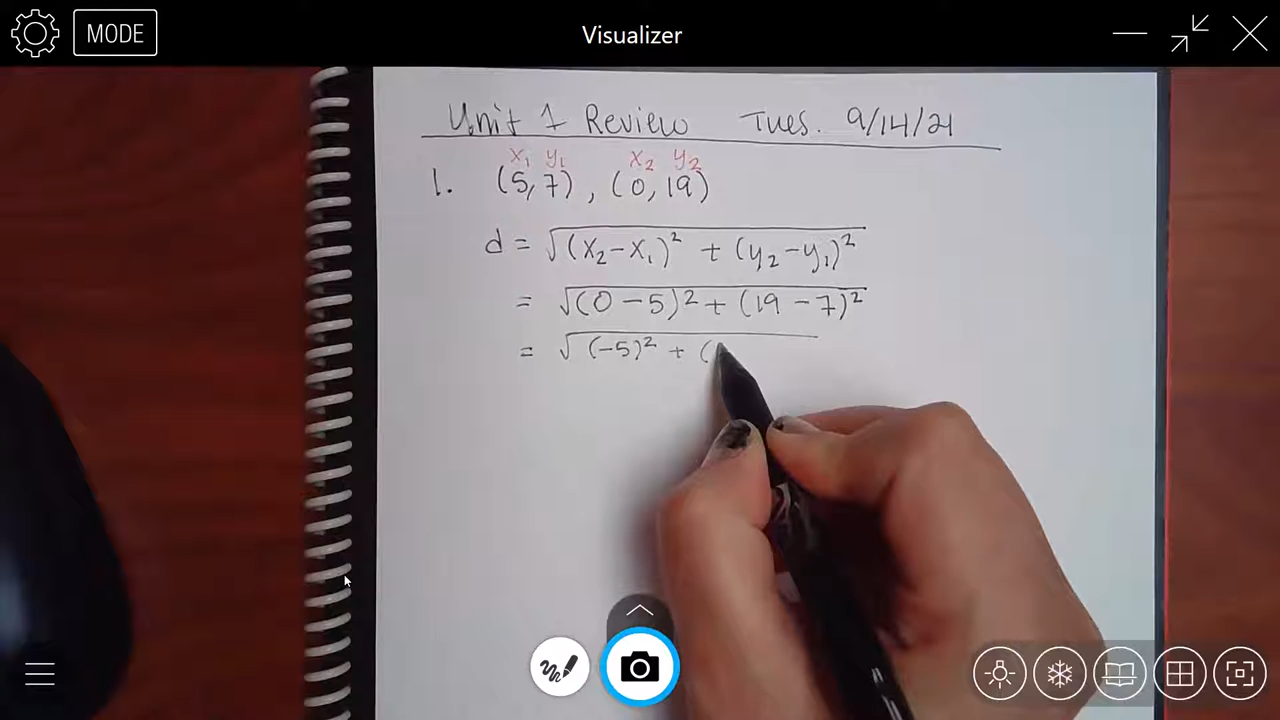 MODE
Visualizer
Unit 1 Review Tues. 9/14/21
x₁ y₁ x₂ y₂
1. (5,7), (0,19)
d = √(x₂-x₁)² + (y₂-y₁)²
= √(0-5)² + (19-7)²
= √(-5)² + (